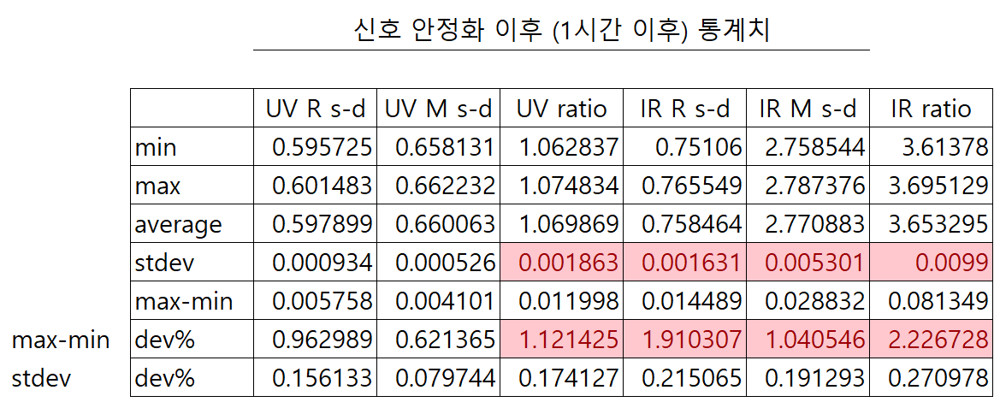 신호 안정화 이후 (1시간 이후) 통계치
UV R s-d UV M s-d UV ratio IR R s-d IR M s-d IR ratio
min 0.595725 0.658131 1.062837 0.75106 2.758544 3.61378
max 0.601483 0.662232 1.074834 0.765549 2.787376 3.695129
average 0.597899 0.660063 1.069869 0.758464 2.770883 3.653295
stdev 0.000934 0.000526 0.001863 0.001631 0.005301 0.0099
max-min 0.005758 0.004101 0.011998 0.014489 0.028832 0.081349
max-min dev% 0.962989 0.621365 1.121425 1.910307 1.040546 2.226728
stdev dev% 0.156133 0.079744 0.174127 0.215065 0.191293 0.270978